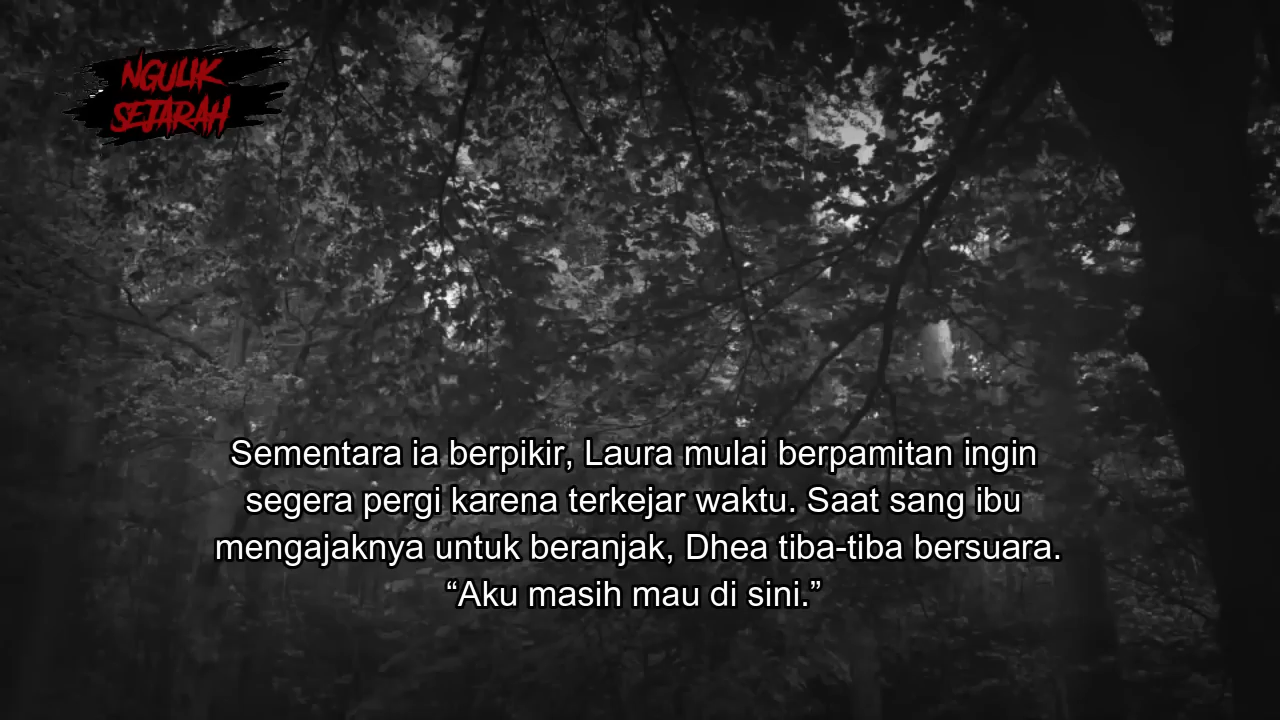 NGULIK
SEJARAH
Sementara ia berpikir, Laura mulai berpamitan ingin
segera pergi karena terkejar waktu. Saat sang ibu
mengajaknya untuk beranjak, Dhea tiba-tiba bersuara.
“Aku masih mau di sini.”